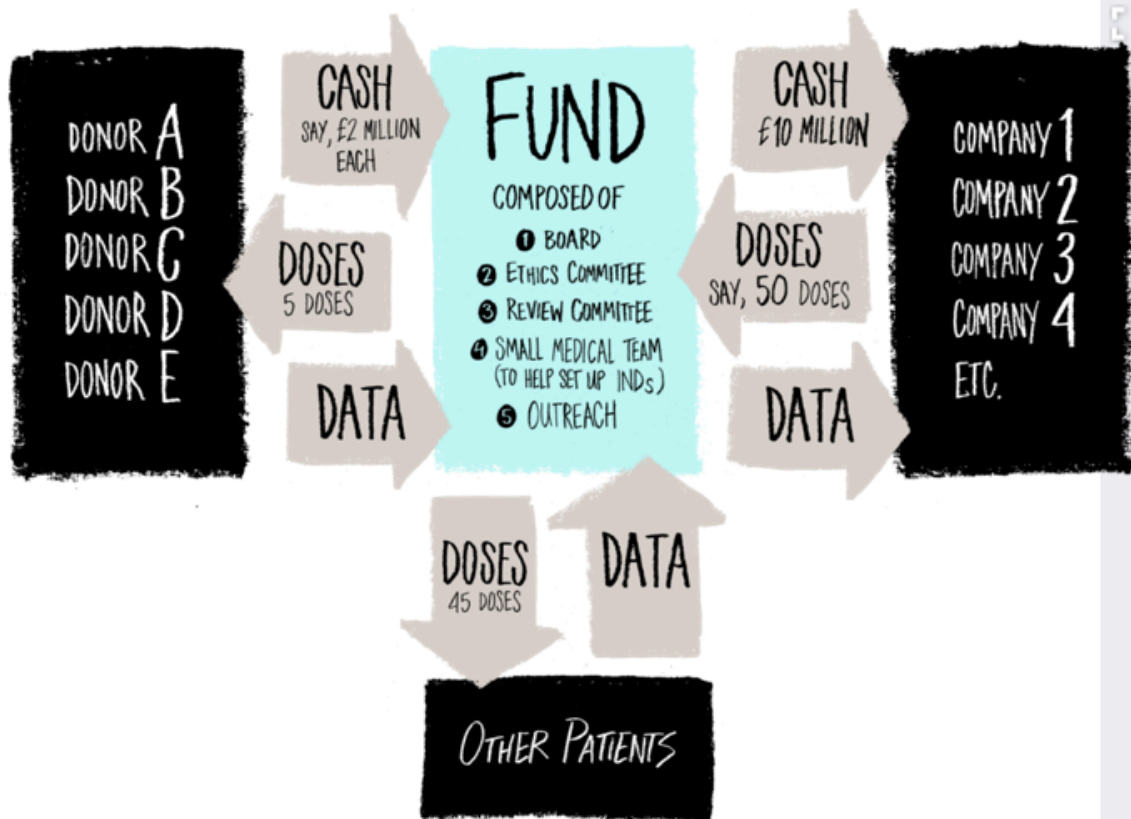 DONOR A
DONOR B
DONOR C
DONOR D
DONOR E
CASH
SAY, £2 MILLION
EACH
DOSES
5 DOSES
DATA
FUND
COMPOSED OF
1 BOARD
2 ETHICS COMMITTEE
3 REVIEW COMMITTEE
4 SMALL MEDICAL TEAM
(TO HELP SET UP INDs)
5 OUTREACH
CASH
£10 MILLION
DOSES
SAY, 50 DOSES
DATA
COMPANY 1
COMPANY 2
COMPANY 3
COMPANY 4
ETC.
DOSES
45 DOSES
DATA
OTHER PATIENTS